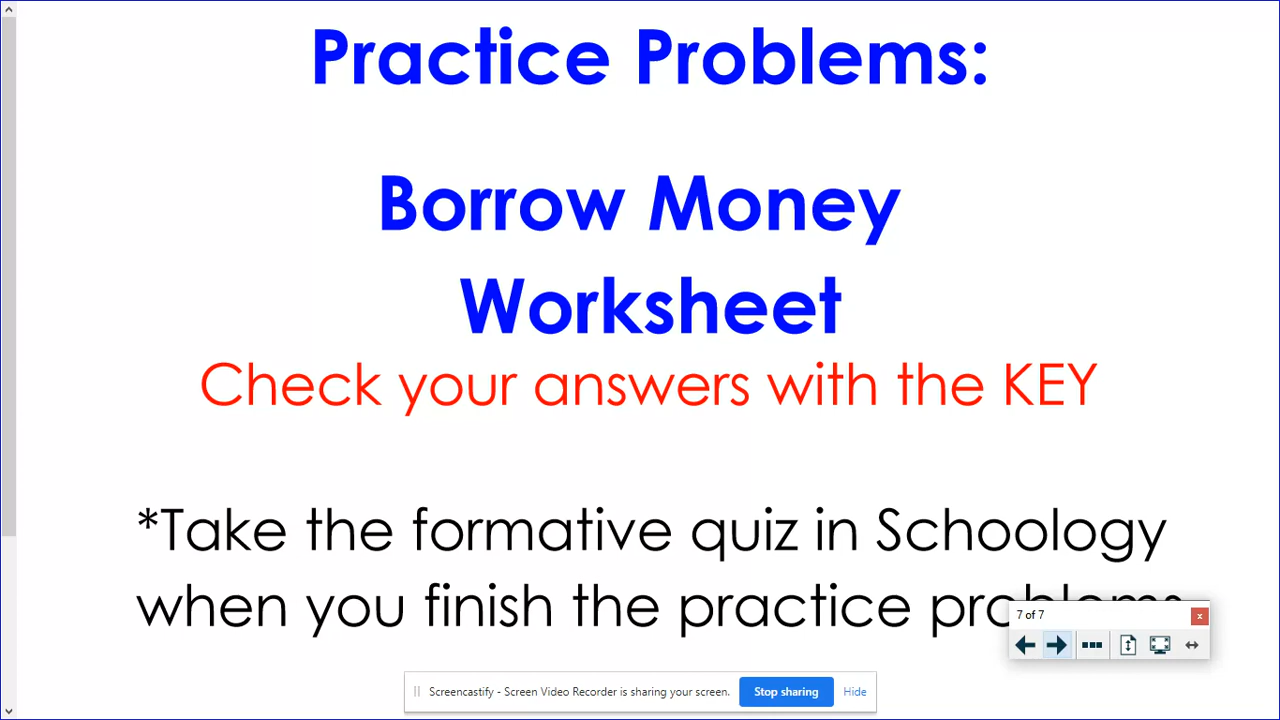 Practice Problems:
Borrow Money
Worksheet
Check your answers with the KEY
*Take the formative quiz in Schoology
when you finish the practice problems
7 of 7
Screencastify - Screen Video Recorder is sharing your screen.
Stop sharing
Hide